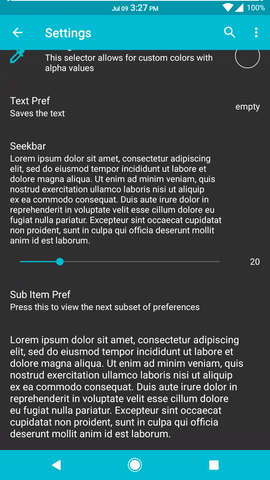 Jul 09 3:27 PM 100%
Settings
This selector allows for custom colors with
alpha values
Text Pref
Saves the text
empty
Seekbar
Lorem ipsum dolor sit amet, consectetur adipiscing
elit, sed do eiusmod tempor incididunt ut labore et
dolore magna aliqua. Ut enim ad minim veniam, quis
nostrud exercitation ullamco laboris nisi ut aliquip
ex ea commodo consequat. Duis aute irure dolor in
reprehenderit in voluptate velit esse cillum dolore eu
fugiat nulla pariatur. Excepteur sint occaecat cupidatat
non proident, sunt in culpa qui officia deserunt mollit
anim id est laborum.
20
Sub Item Pref
Press this to view the next subset of preferences
Lorem ipsum dolor sit amet, consectetur adipiscing elit,
sed do eiusmod tempor incididunt ut labore et
dolore magna aliqua. Ut enim ad minim veniam,
quis nostrud exercitation ullamco laboris nisi ut
aliquip ex ea commodo consequat. Duis aute irure
dolor in reprehenderit in voluptate velit esse cillum dolore
eu fugiat nulla pariatur. Excepteur sint occaecat
cupidatat non proident, sunt in culpa qui officia
deserunt mollit anim id est laborum.